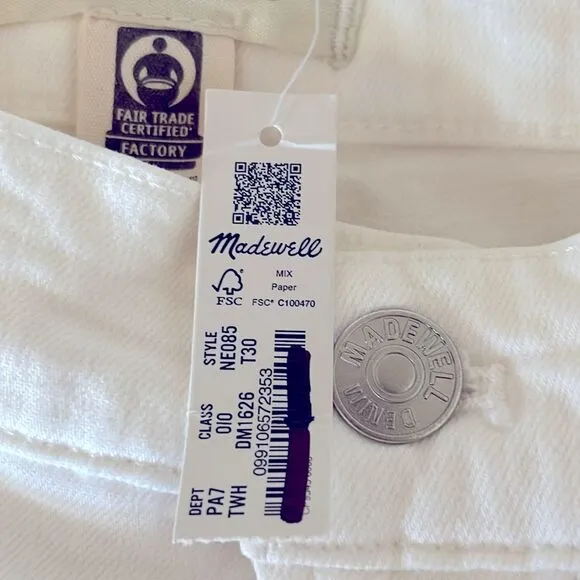 FAIR TRADE
CERTIFIED
FACTORY
Madewell
MIX
Paper
FSC
FSC® C100470
DEPT CLASS STYLE
PA7 010 NE085
TWH DM1626 T30
099106572353
MADEWELL
DENIM